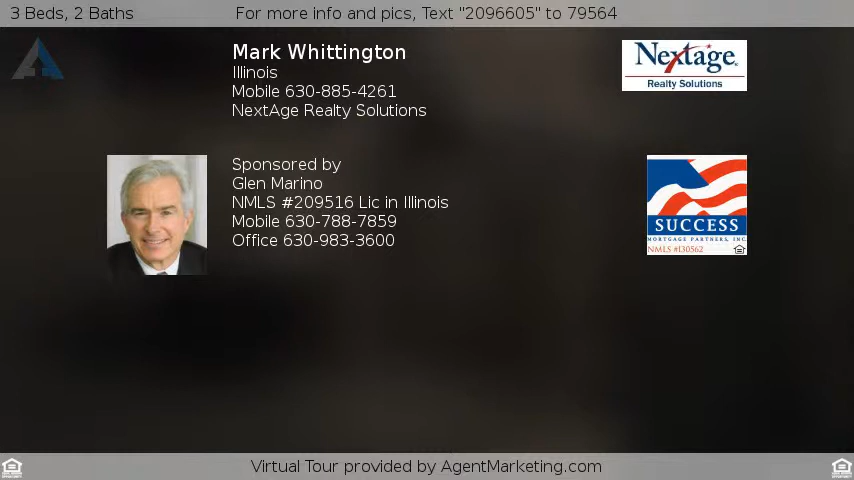 3 Beds, 2 Baths
For more info and pics, Text "2096605" to 79564
Mark Whittington
Illinois
Mobile 630-885-4261
NextAge Realty Solutions
Nextage
Realty Solutions
Sponsored by
Glen Marino
NMLS #209516 Lic in Illinois
Mobile 630-788-7859
Office 630-983-3600
SUCCESS
MORTGAGE PARTNERS, INC.
NMLS #130562
Virtual Tour provided by AgentMarketing.com